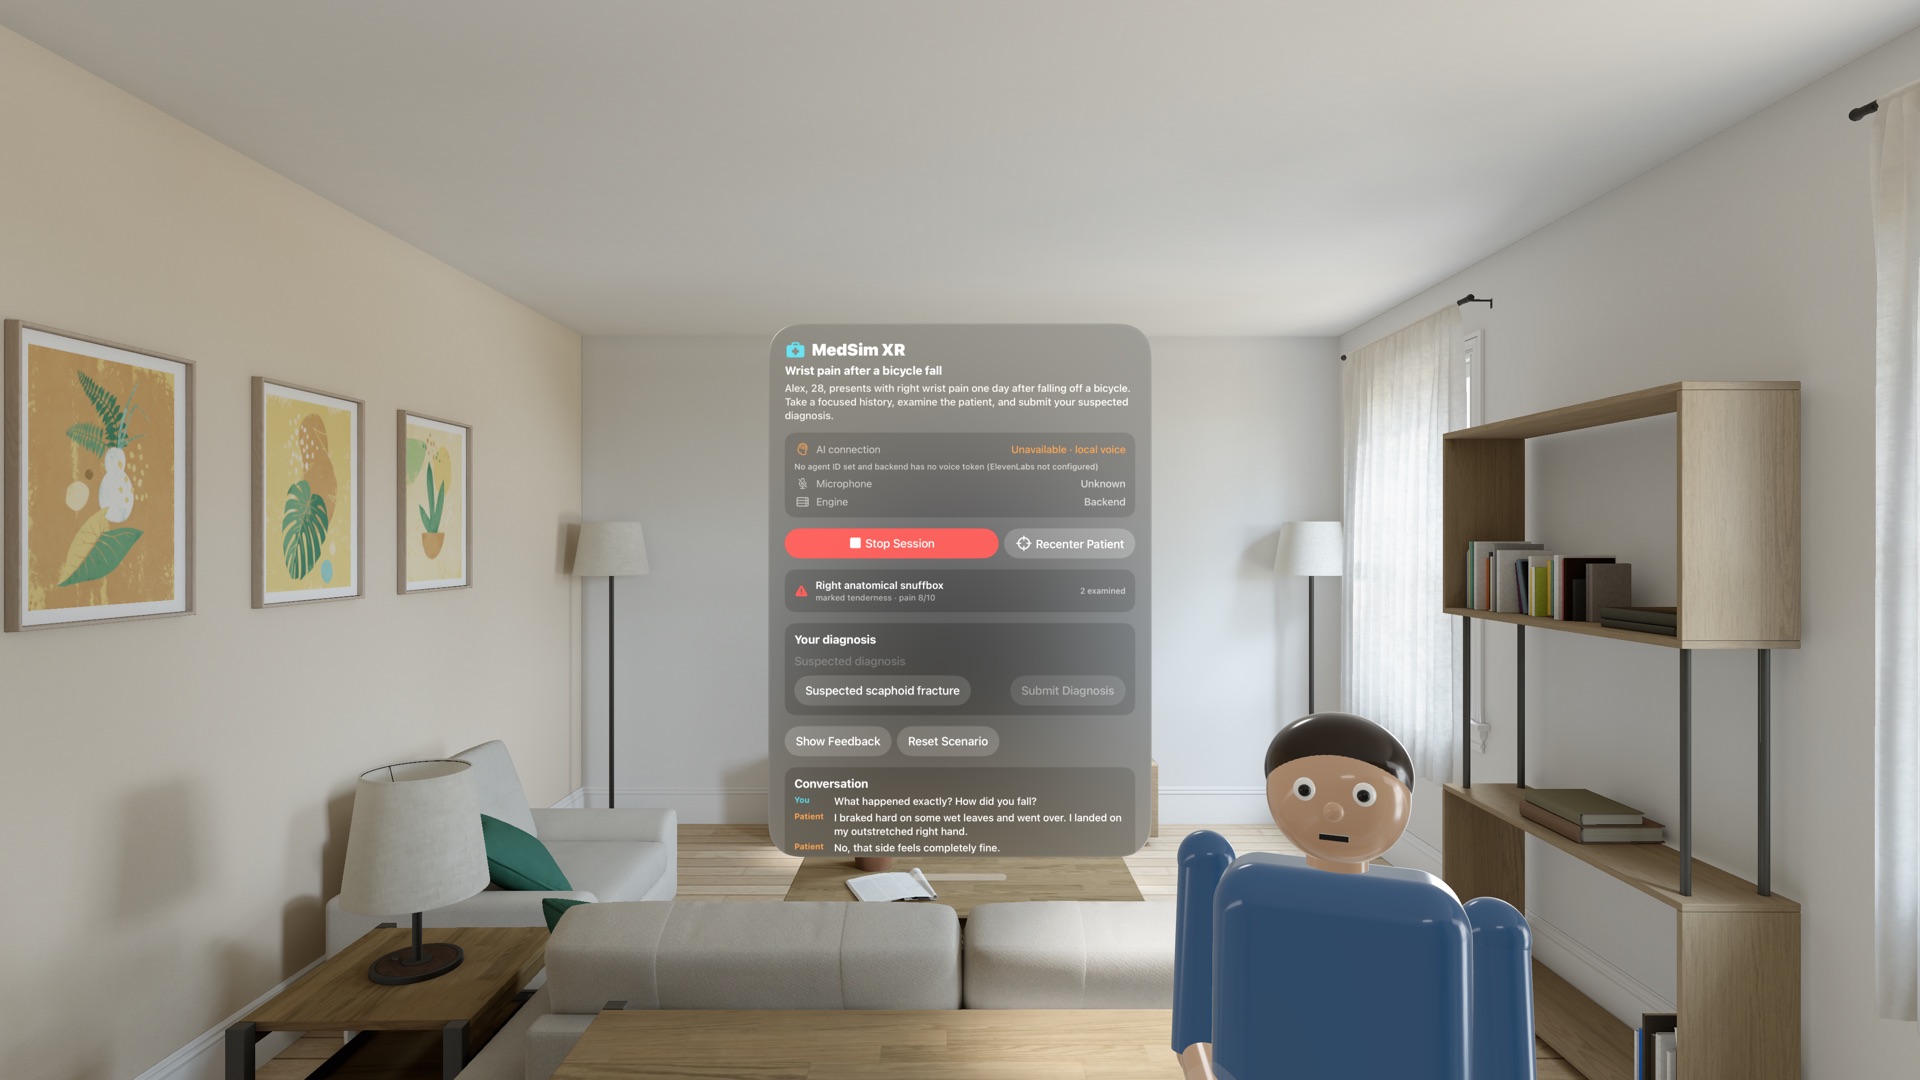 MedSim XR
Wrist pain after a bicycle fall
Alex, 28, presents with right wrist pain one day after falling off a bicycle.
Take a focused history, examine the patient, and submit your suspected
diagnosis.
AI connection
Unavailable · local voice
No agent ID set and backend has no voice token (ElevenLabs not configured)
Microphone
Unknown
Engine
Backend
Stop Session
Recenter Patient
Right anatomical snuffbox
marked tenderness · pain 8/10
2 examined
Your diagnosis
Suspected diagnosis
Suspected scaphoid fracture
Submit Diagnosis
Show Feedback
Reset Scenario
Conversation
You What happened exactly? How did you fall?
Patient I braked hard on some wet leaves and went over. I landed on
my outstretched right hand.
Patient No, that side feels completely fine.